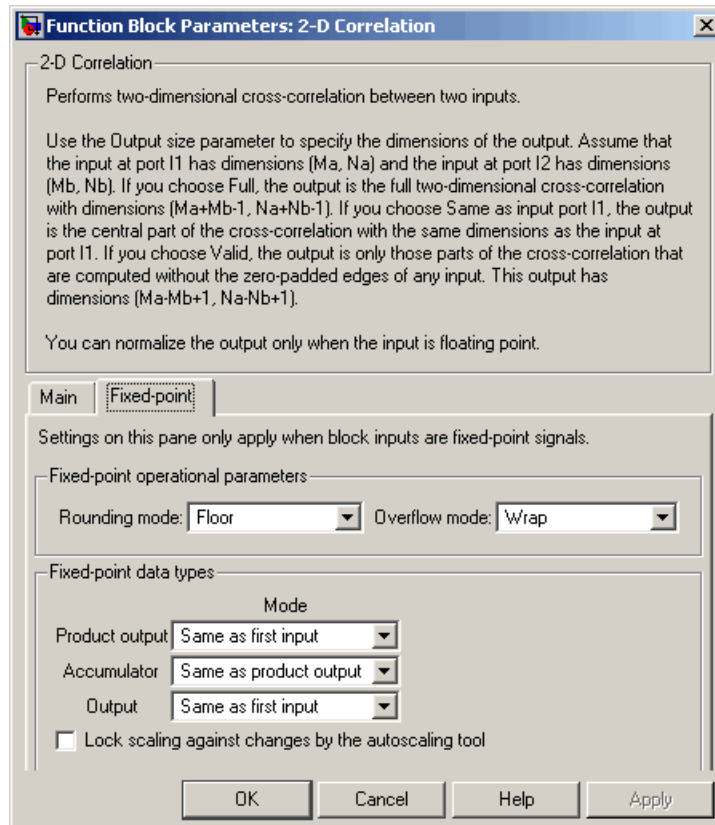 Function Block Parameters: 2-D Correlation
2-D Correlation
Performs two-dimensional cross-correlation between two inputs.
Use the Output size parameter to specify the dimensions of the output. Assume that
the input at port I1 has dimensions (Ma, Na) and the input at port I2 has dimensions
(Mb, Nb). If you choose Full, the output is the full two-dimensional cross-correlation
with dimensions (Ma+Mb-1, Na+Nb-1). If you choose Same as input port I1, the output
is the central part of the cross-correlation with the same dimensions as the input at
port I1. If you choose Valid, the output is only those parts of the cross-correlation that
are computed without the zero-padded edges of any input. This output has
dimensions (Ma-Mb+1, Na-Nb+1).
You can normalize the output only when the input is floating point.
Main Fixed-point
Settings on this pane only apply when block inputs are fixed-point signals.
Fixed-point operational parameters
Rounding mode: Floor Overflow mode: Wrap
Fixed-point data types
Mode
Product output Same as first input
Accumulator Same as product output
Output Same as first input
Lock scaling against changes by the autoscaling tool
OK Cancel Help Apply